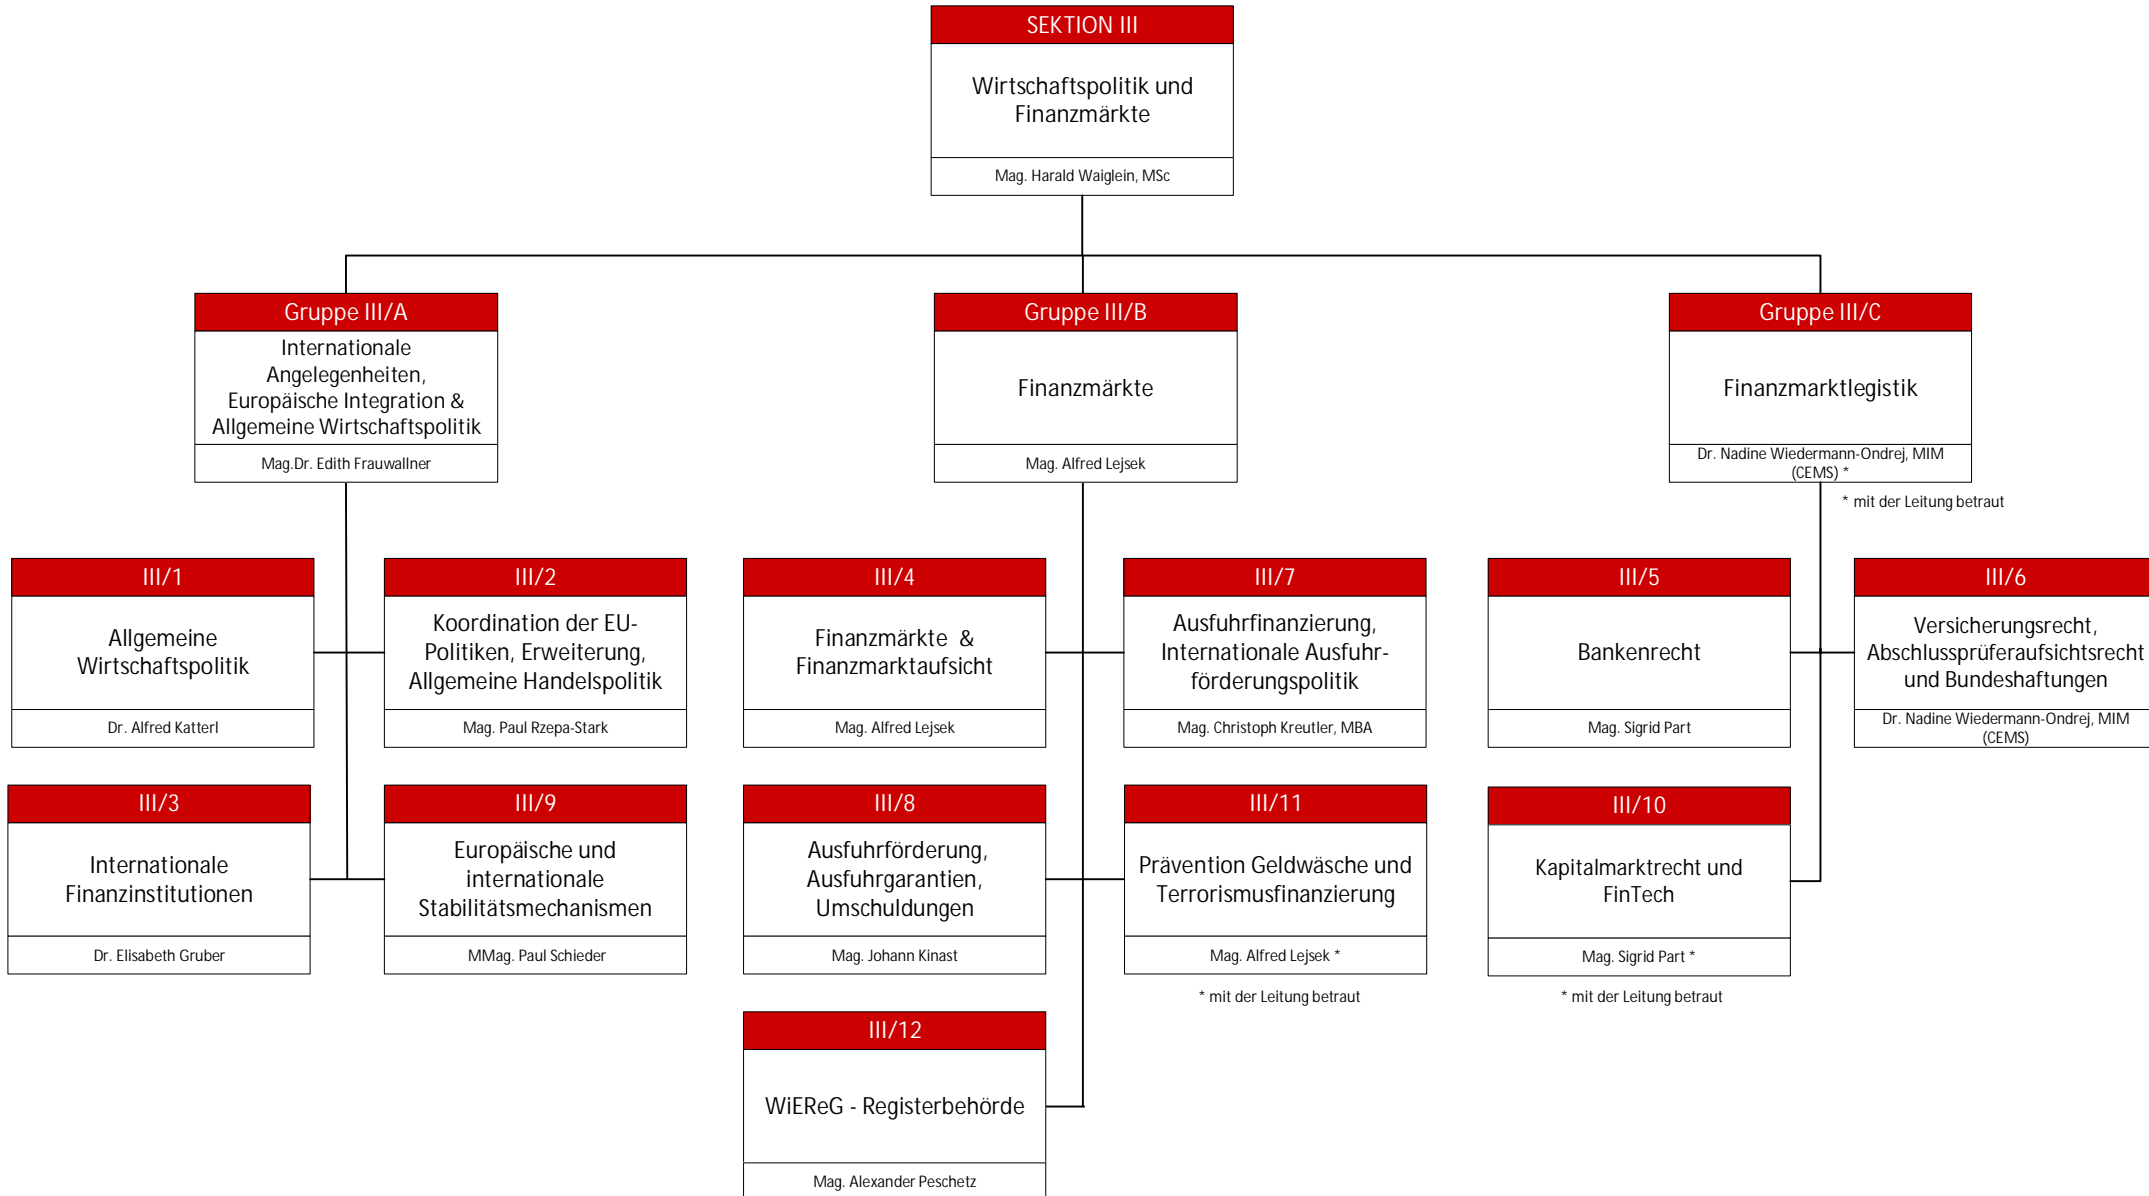 SEKTION III
Wirtschaftspolitik und
Finanzmärkte
Mag. Harald Waiglein, MSc
Gruppe III/A
Internationale
Angelegenheiten,
Europäische Integration &
Allgemeine Wirtschaftspolitik
Mag.Dr. Edith Frauwallner
Gruppe III/B
Finanzmärkte
Mag. Alfred Lejsek
Gruppe III/C
Finanzmarktlegistik
Dr. Nadine Wiedermann-Ondrej, MIM
(CEMS) *
* mit der Leitung betraut
III/1
Allgemeine
Wirtschaftspolitik
Dr. Alfred Katterl
III/2
Koordination der EU-
Politiken, Erweiterung,
Allgemeine Handelspolitik
Mag. Paul Rzepa-Stark
III/4
Finanzmärkte &
Finanzmarktaufsicht
Mag. Alfred Lejsek
III/7
Ausfuhrfinanzierung,
Internationale Ausfuhr-
förderungspolitik
Mag. Christoph Kreutler, MBA
III/5
Bankenrecht
Mag. Sigrid Part
III/6
Versicherungsrecht,
Abschlussprüferaufsichtsrecht
und Bundeshaftungen
Dr. Nadine Wiedermann-Ondrej, MIM
(CEMS)
III/3
Internationale
Finanzinstitutionen
Dr. Elisabeth Gruber
III/9
Europäische und
internationale
Stabilitätsmechanismen
MMag. Paul Schieder
III/8
Ausfuhrförderung,
Ausfuhrgarantien,
Umschuldungen
Mag. Johann Kinast
III/11
Prävention Geldwäsche und
Terrorismusfinanzierung
Mag. Alfred Lejsek *
* mit der Leitung betraut
III/10
Kapitalmarktrecht und
FinTech
Mag. Sigrid Part *
* mit der Leitung betraut
III/12
WiEReG - Registerbehörde
Mag. Alexander Peschetz